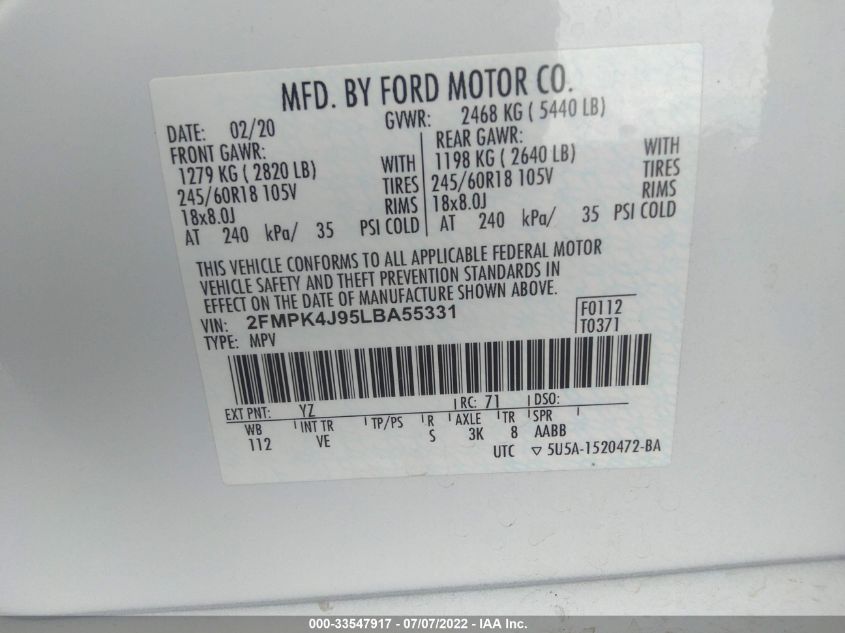 MFD. BY FORD MOTOR CO.
DATE: 02/20 GVWR: 2468 KG ( 5440 LB)
FRONT GAWR: REAR GAWR:
1279 KG ( 2820 LB) WITH 1198 KG ( 2640 LB) WITH
245/60R18 105V TIRES 245/60R18 105V TIRES
18x8.0J RIMS 18x8.0J RIMS
AT 240 kPa/ 35 PSI COLD AT 240 kPa/ 35 PSI COLD
THIS VEHICLE CONFORMS TO ALL APPLICABLE FEDERAL MOTOR
VEHICLE SAFETY AND THEFT PREVENTION STANDARDS IN
EFFECT ON THE DATE OF MANUFACTURE SHOWN ABOVE.
VIN: 2FMPK4J95LBA55331 F0112
TYPE: MPV T0371
EXT PNT: YZ RC: 71 DSO:
WB INT TR TP/PS R AXLE TR SPR
112 VE S 3K 8 AABB
UTC ▽ 5U5A-1520472-BA
000-33547917 - 07/07/2022 - IAA Inc.